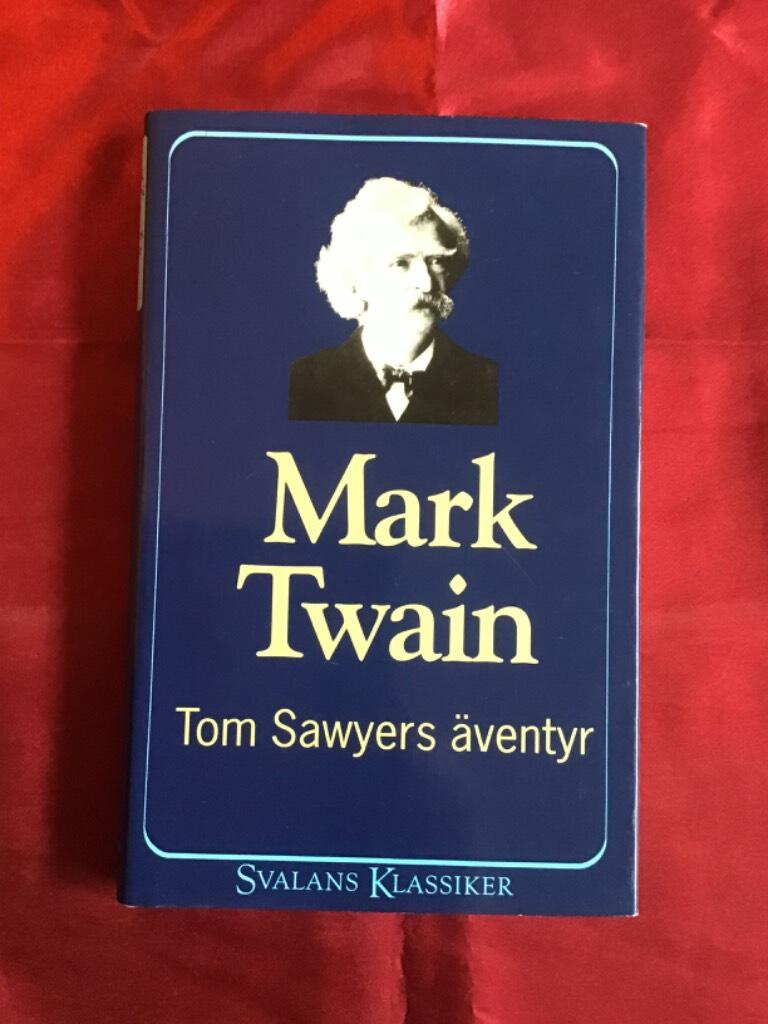 Mark
Twain
Tom Sawyers äventyr
SVALANS KLASSIKER